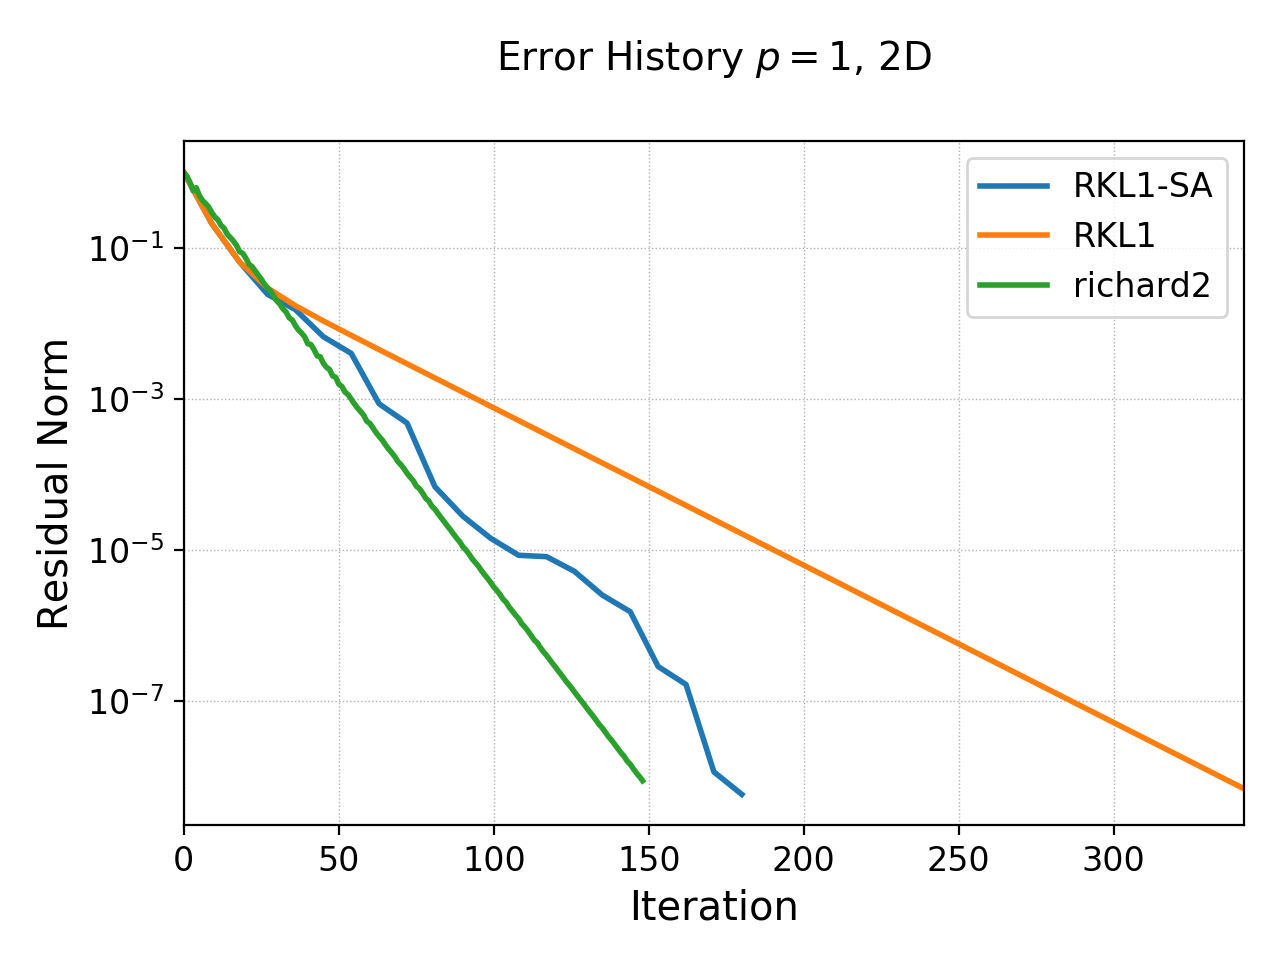 Error History p = 1, 2D
RKL1-SA
RKL1
richard2
10⁻¹
10⁻³
10⁻⁵
10⁻⁷
Residual Norm
0 50 100 150 200 250 300
Iteration